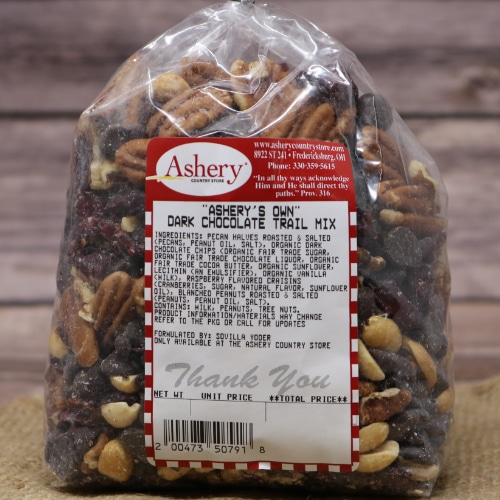 Ashery
COUNTRY STORE
www.asherycountrystore.com
8922 ST 241 • Fredericksburg, OH
Phone: 330-359-5615
"In all thy ways acknowledge
Him and He shall direct thy
paths." Prov. 316
"ASHERY'S OWN"
DARK CHOCOLATE TRAIL MIX
INGREDIENTS: PECAN HALVES ROASTED & SALTED
(PECANS, PEANUT OIL, SALT), ORGANIC DARK
CHOCOLATE CHIPS (ORGANIC FAIR TRADE SUGAR,
ORGANIC FAIR TRADE CHOCOLATE LIQUOR, ORGANIC
FAIR TRADE COCOA BUTTER, ORGANIC SUNFLOWER
LECITHIN (AN EMULSIFIER), ORGANIC VANILLA
(MILK), RASPBERRY FLAVORED CRAISINS
(CRANBERRIES, SUGAR, NATURAL FLAVOR, SUNFLOWER
OIL), BLANCHED PEANUTS ROASTED & SALTED
(PEANUTS, PEANUT OIL, SALT).
CONTAINS: MILK, PEANUTS, TREE NUTS.
PRODUCT INFORMATION/MATERIALS MAY CHANGE
REFER TO THE PKG OR CALL FOR UPDATES
FORMULATED BY: SOVILLA YODER
ONLY AVAILABLE AT THE ASHERY COUNTRY STORE
Thank You
NET WT UNIT PRICE **TOTAL PRICE**
2 00473 50791 8